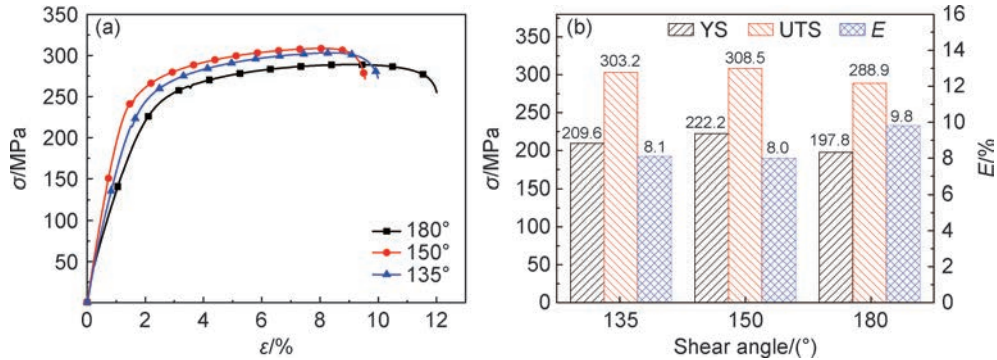 (a)
σ/MPa
350
300
250
200
150
100
50
0
0 2 4 6 8 10 12
ε/%
180°
150°
135°
(b)
YS UTS E
σ/MPa
350
300
250
200
150
100
50
0
209.6 303.2 8.1
222.2 308.5 8.0
197.8 288.9 9.8
135 150 180
Shear angle/(°)
16
14
12
10
8
6
4
2
0
E/%